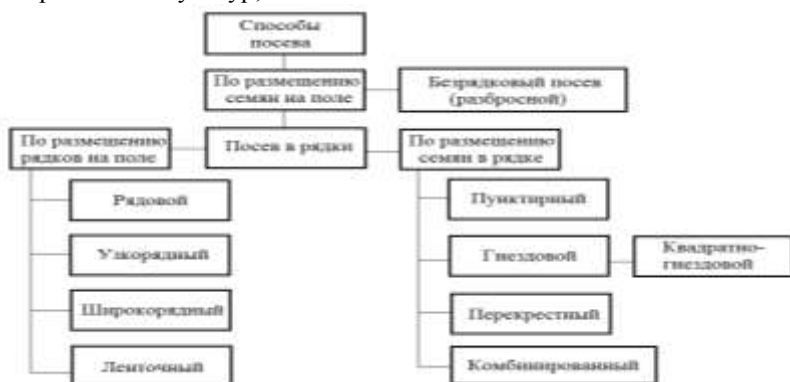 Способы
посева
По размещению
семян на поле
Безрядковый посев
(разбросной)
По размещению
рядков на поле
Посев в рядки
По размещению
семян в рядке
Рядовой
Узкорядный
Широкорядный
Ленточный
Пунктирный
Гнездовой
Квадратно-
гнездовой
Перекрестный
Комбинированный